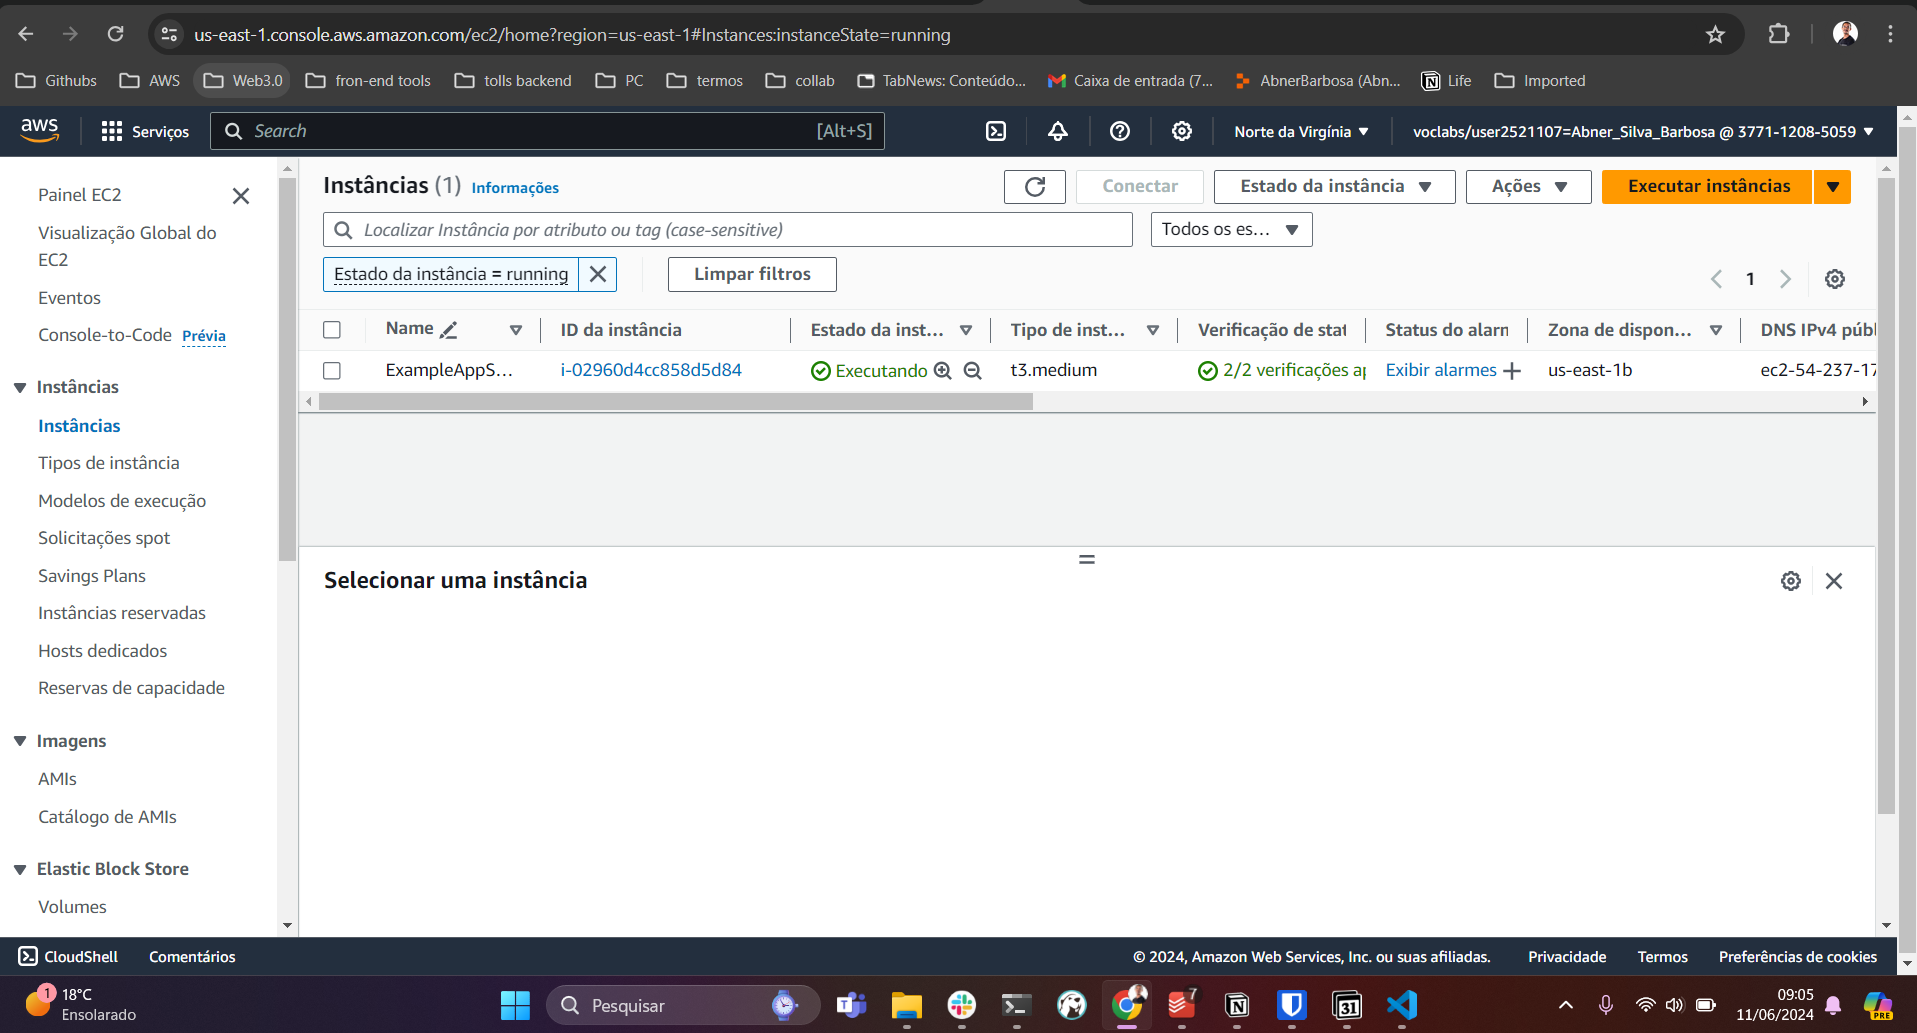 us-east-1.console.aws.amazon.com/ec2/home?region=us-east-1#Instances:instanceState=running
Githubs AWS Web3.0 fron-end tools tolls backend PC termos collab TabNews: Conteúdo... Caixa de entrada (7... AbnerBarbosa (Abn... Life Imported
aws Serviços Search [Alt+S] Norte da Virgínia voclabs/user2521107=Abner_Silva_Barbosa @ 3771-1208-5059
Painel EC2
Visualização Global do
EC2
Eventos
Console-to-Code Prévia
Instâncias
Instâncias
Tipos de instância
Modelos de execução
Solicitações spot
Savings Plans
Instâncias reservadas
Hosts dedicados
Reservas de capacidade
Imagens
AMIs
Catálogo de AMIs
Elastic Block Store
Volumes
Instâncias (1) Informações
Conectar Estado da instância Ações Executar instâncias
Localizar Instância por atributo ou tag (case-sensitive) Todos os es...
Estado da instância = running Limpar filtros
1
Name ID da instância Estado da inst... Tipo de inst... Verificação de stat Status do alarn Zona de dispon... DNS IPv4 públ
ExampleAppS... i-02960d4cc858d5d84 Executando t3.medium 2/2 verificações ap Exibir alarmes us-east-1b ec2-54-237-17
Selecionar uma instância
CloudShell Comentários © 2024, Amazon Web Services, Inc. ou suas afiliadas. Privacidade Termos Preferências de cookies
1 18°C
Ensolarado
Pesquisar
7
31
09:05
11/06/2024
PRE